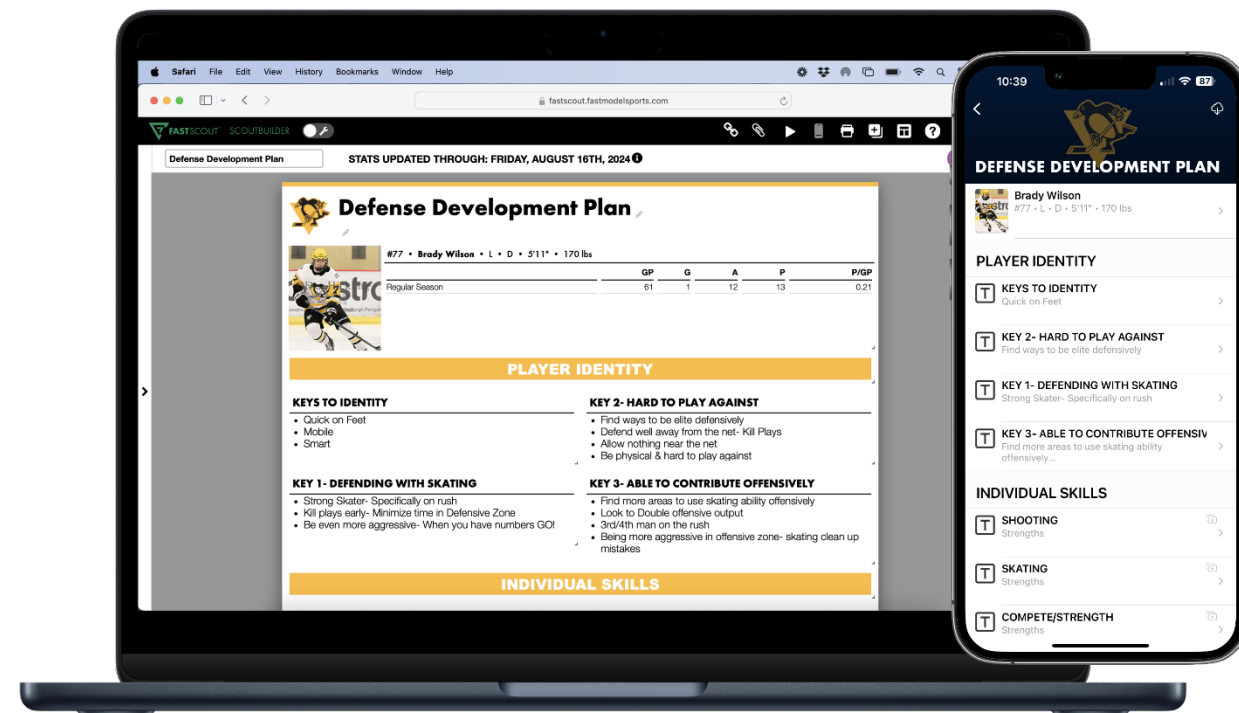 Safari File Edit View History Bookmarks Window Help
fastscout.fastmodelsports.com
FASTSCOUT SCOUTBUILDER
Defense Development Plan
STATS UPDATED THROUGH: FRIDAY, AUGUST 16TH, 2024
Defense Development Plan
#77 • Brady Wilson • L • D • 5'11" • 170 lbs
GP G A P P/GP
Regular Season 61 1 12 13 0.21
PLAYER IDENTITY
KEYS TO IDENTITY
• Quick on Feet
• Mobile
• Smart
KEY 2- HARD TO PLAY AGAINST
• Find ways to be elite defensively
• Defend well away from the net- Kill Plays
• Allow nothing near the net
• Be physical & hard to play against
KEY 1- DEFENDING WITH SKATING
• Strong Skater- Specifically on rush
• Kill plays early- Minimize time in Defensive Zone
• Be even more aggressive- When you have numbers GO!
KEY 3- ABLE TO CONTRIBUTE OFFENSIVELY
• Find more areas to use skating ability offensively
• Look to Double offensive output
• 3rd/4th man on the rush
• Being more aggressive in offensive zone- skating clean up
mistakes
INDIVIDUAL SKILLS
10:39
87
DEFENSE DEVELOPMENT PLAN
Brady Wilson
#77 • L • D • 5'11" • 170 lbs
PLAYER IDENTITY
T KEYS TO IDENTITY
Quick on Feet
T KEY 2- HARD TO PLAY AGAINST
Find ways to be elite defensively
T KEY 1- DEFENDING WITH SKATING
Strong Skater- Specifically on rush
T KEY 3- ABLE TO CONTRIBUTE OFFENSIV
Find more areas to use skating ability
offensively...
INDIVIDUAL SKILLS
T SHOOTING
Strengths
T SKATING
Strengths
T COMPETE/STRENGTH
Strengths